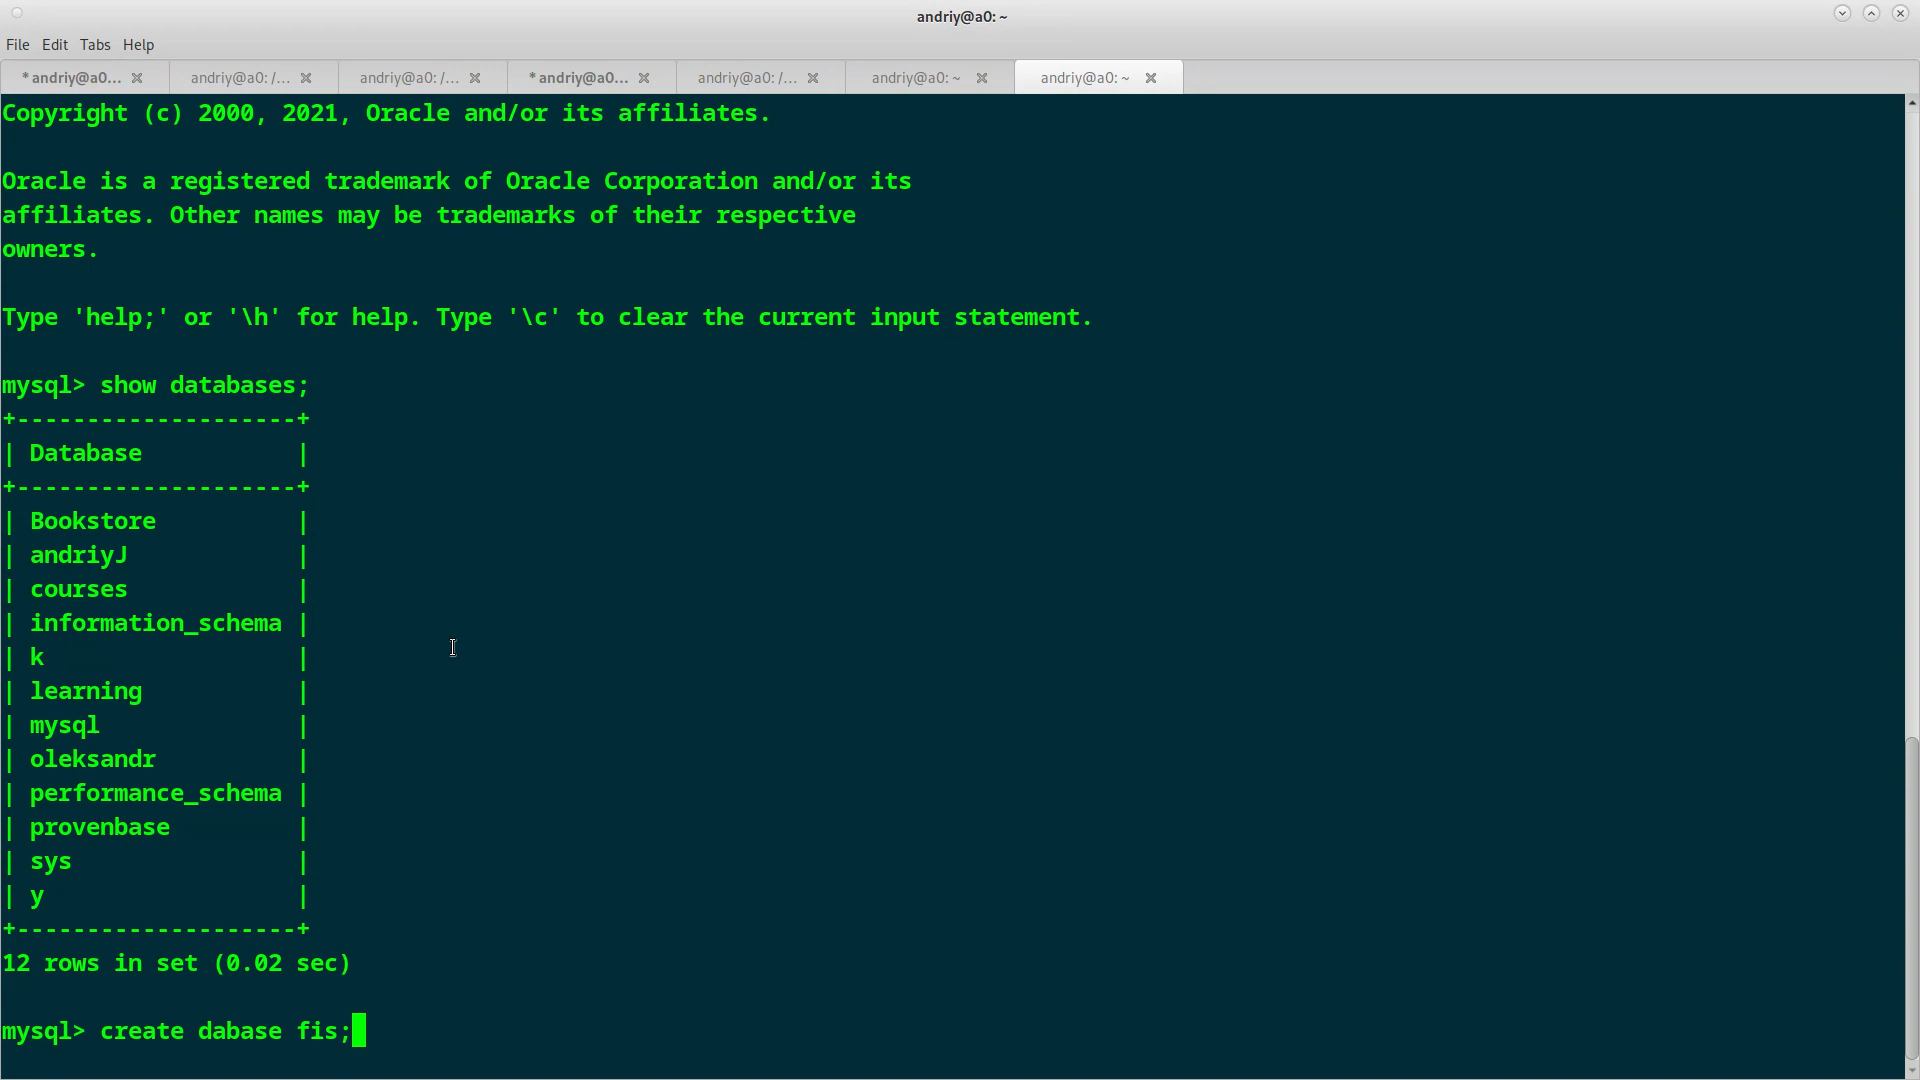 andriy@a0: ~
File Edit Tabs Help
* andriy@a0... andriy@a0: /... andriy@a0: /... * andriy@a0... andriy@a0: /... andriy@a0: ~ andriy@a0: ~
Copyright (c) 2000, 2021, Oracle and/or its affiliates.
Oracle is a registered trademark of Oracle Corporation and/or its
affiliates. Other names may be trademarks of their respective
owners.
Type 'help;' or '\h' for help. Type '\c' to clear the current input statement.
mysql> show databases;
+--------------------+
| Database           |
+--------------------+
| Bookstore          |
| andriyJ            |
| courses            |
| information_schema |
| k                  |
| learning           |
| mysql              |
| oleksandr          |
| performance_schema |
| provenbase         |
| sys                |
| y                  |
+--------------------+
12 rows in set (0.02 sec)
mysql> create dabase fis;